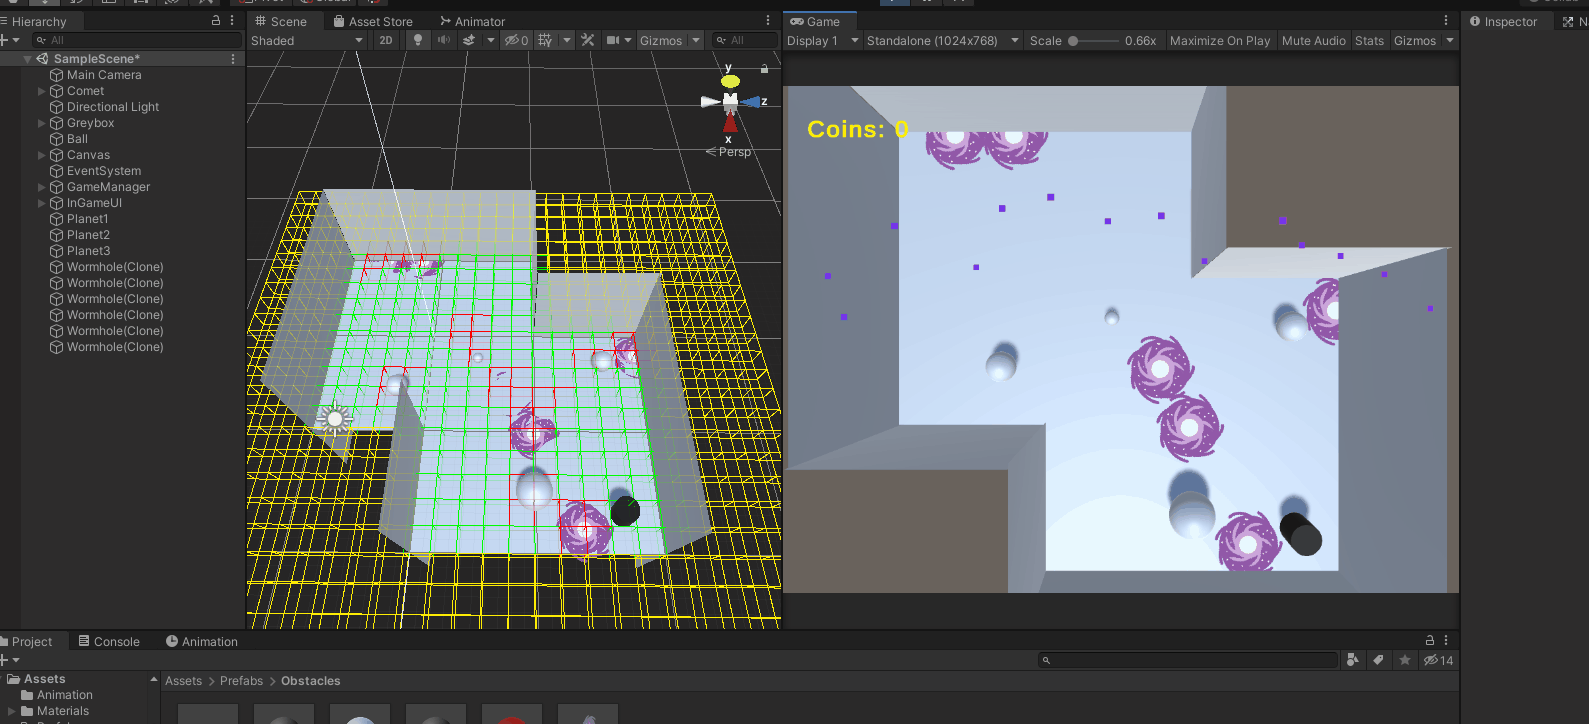 Hierarchy
All
SampleScene*
Main Camera
Comet
Directional Light
Greybox
Ball
Canvas
EventSystem
GameManager
InGameUI
Planet1
Planet2
Planet3
Wormhole(Clone)
Wormhole(Clone)
Wormhole(Clone)
Wormhole(Clone)
Wormhole(Clone)
Wormhole(Clone)
Scene Asset Store Animator
Shaded 2D 0 Gizmos All
y
z
x
Persp
Game
Display 1 Standalone (1024x768) Scale 0.66x Maximize On Play Mute Audio Stats Gizmos
Coins: 0
Inspector
Project Console Animation
14
Assets
Animation
Materials
Assets > Prefabs > Obstacles